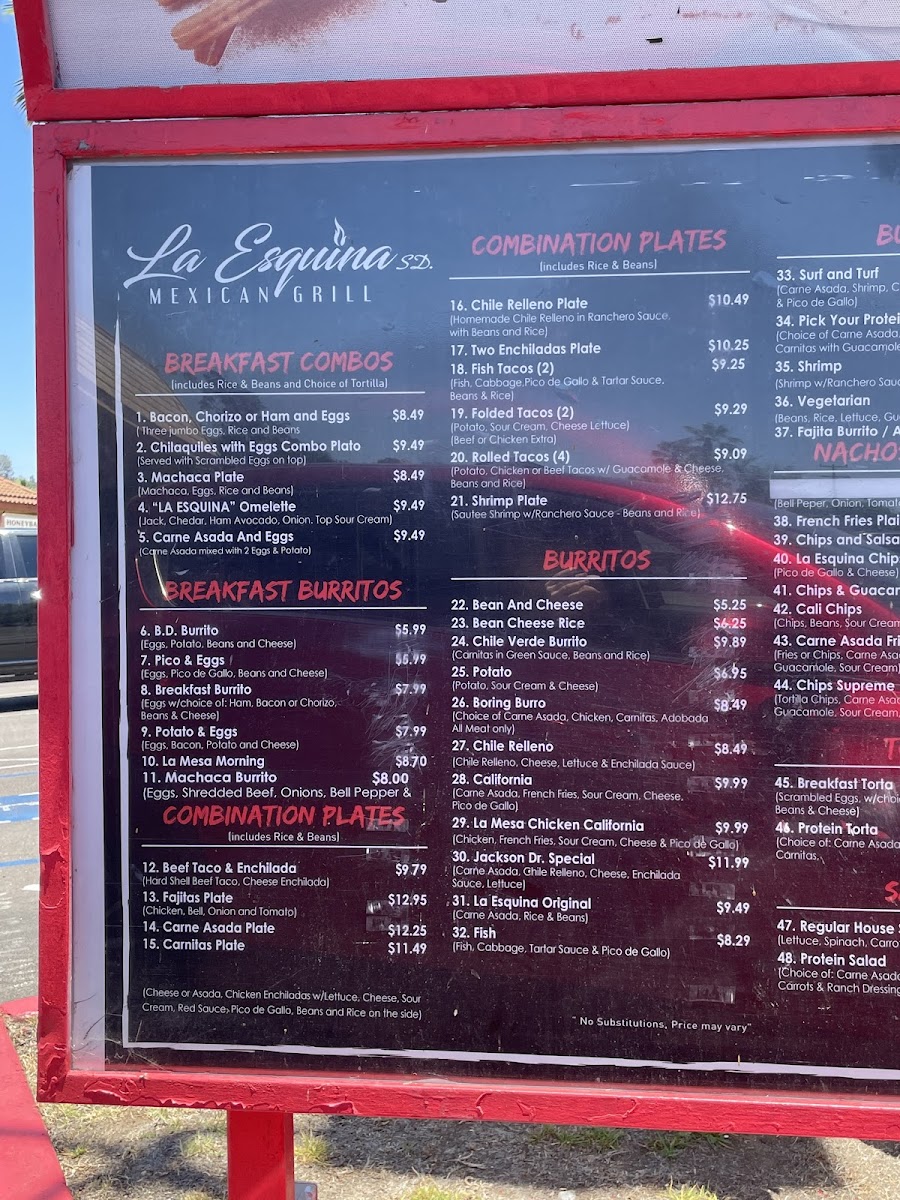 La Esquina S.D.
MEXICAN GRILL
BREAKFAST COMBOS
(includes Rice & Beans and Choice of Tortilla)
1. Bacon, Chorizo or Ham and Eggs $8.49
( Three jumbo Eggs, Rice and Beans
2. Chilaquiles with Eggs Combo Plato $9.49
(Served with Scrambled Eggs on top)
3. Machaca Plate $8.49
(Machaca, Eggs, Rice and Beans)
4. “LA ESQUINA” Omelette $9.49
(Jack, Chedar, Ham Avocado, Onion, Top Sour Cream)
5. Carne Asada And Eggs $9.49
(Carne Asada mixed with 2 Eggs & Potato)
BREAKFAST BURRITOS
6. B.D. Burrito $5.99
(Eggs, Potato, Beans and Cheese)
7. Pico & Eggs $5.99
(Eggs, Pico de Gallo, Beans and Cheese)
8. Breakfast Burrito $7.99
(Eggs w/choice of: Ham, Bacon or Chorizo,
Beans & Cheese)
9. Potato & Eggs $7.99
(Eggs, Bacon, Potato and Cheese)
10. La Mesa Morning $8.70
11. Machaca Burrito $8.00
(Eggs, Shredded Beef, Onions, Bell Pepper &
COMBINATION PLATES
(includes Rice & Beans)
12. Beef Taco & Enchilada $9.79
(Hard Shell Beef Taco, Cheese Enchilada)
13. Fajitas Plate $12.95
(Chicken, Bell, Onion and Tomato)
14. Carne Asada Plate $12.25
15. Carnitas Plate $11.49
(Cheese or Asada, Chicken Enchiladas w/Lettuce, Cheese, Sour
Cream, Red Sauce, Pico de Gallo, Beans and Rice on the side)
COMBINATION PLATES
(includes Rice & Beans)
16. Chile Relleno Plate $10.49
(Homemade Chile Relleno in Ranchero Sauce,
with Beans and Rice)
17. Two Enchiladas Plate $10.25
18. Fish Tacos (2) $9.25
(Fish, Cabbage,Pico de Gallo & Tartar Sauce,
Beans & Rice)
19. Folded Tacos (2) $9.29
(Potato, Sour Cream, Cheese Lettuce)
(Beef or Chicken Extra)
20. Rolled Tacos (4) $9.09
(Potato, Chicken or Beef Tacos w/ Guacamole & Cheese,
Beans and Rice)
21. Shrimp Plate $12.75
(Sautee Shrimp w/Ranchero Sauce - Beans and Rice)
BURRITOS
22. Bean And Cheese $5.25
23. Bean Cheese Rice $6.25
24. Chile Verde Burrito $9.89
(Carnitas in Green Sauce, Beans and Rice)
25. Potato $6.95
(Potato, Sour Cream & Cheese)
26. Boring Burro $8.49
(Choice of Carne Asada, Chicken, Carnitas, Adobada
All Meat only)
27. Chile Relleno $8.49
(Chile Relleno, Cheese, Lettuce & Enchilada Sauce)
28. California $9.99
(Carne Asada, French Fries, Sour Cream, Cheese,
Pico de Gallo)
29. La Mesa Chicken California $9.99
(Chicken, French Fries, Sour Cream, Cheese & Pico de Gallo)
30. Jackson Dr. Special $11.99
(Carne Asada, Chile Relleno, Cheese, Enchilada
Sauce, Lettuce)
31. La Esquina Original $9.49
(Carne Asada, Rice & Beans)
32. Fish $8.29
(Fish, Cabbage, Tartar Sauce & Pico de Gallo)
" No Substitutions, Price may vary"
BU
33. Surf and Turf
(Carne Asada, Shrimp, C
& Pico de Gallo)
34. Pick Your Protei
(Choice of Carne Asada,
Carnitas with Guacamole
35. Shrimp
(Shrimp w/Ranchero Sauc
36. Vegetarian
(Beans, Rice, Lettuce, Gu
37. Fajita Burrito / A
NACHO
(Bell Peper, Onion, Tomato
38. French Fries Plai
39. Chips and Salsa
40. La Esquina Chip
(Pico de Gallo & Cheese)
41. Chips & Guacar
42. Cali Chips
(Chips, Beans, Sour Cream
43. Carne Asada Fri
(Fries or Chips, Carne Asa
Guacamole, Sour Cream)
44. Chips Supreme
(Tortilla Chips, Carne Asad
Guacamole, Sour Cream,
T
45. Breakfast Torta
(Scrambled Eggs, w/choi
Beans & Cheese)
46. Protein Torta
(Choice of: Carne Asada
Carnitas,
S
47. Regular House S
(Lettuce, Spinach, Carro
48. Protein Salad
(Choice of: Carne Asada
Carrots & Ranch Dressing